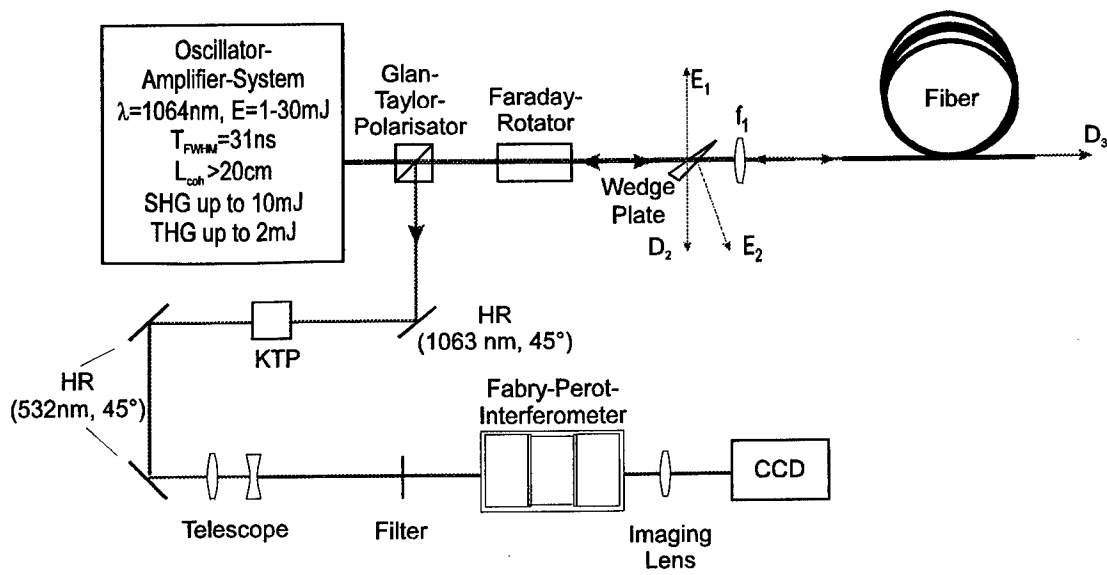 Oscillator-
Amplifier-System
λ=1064nm, E=1-30mJ
T_FWHM=31ns
L_coh >20cm
SHG up to 10mJ
THG up to 2mJ
Glan-
Taylor-
Polarisator
Faraday-
Rotator
E₁
f₁
Wedge
Plate
D₂
E₂
Fiber
D₃
HR
(1063 nm, 45°)
KTP
HR
(532nm, 45°)
Fabry-Perot-
Interferometer
CCD
Telescope
Filter
Imaging
Lens